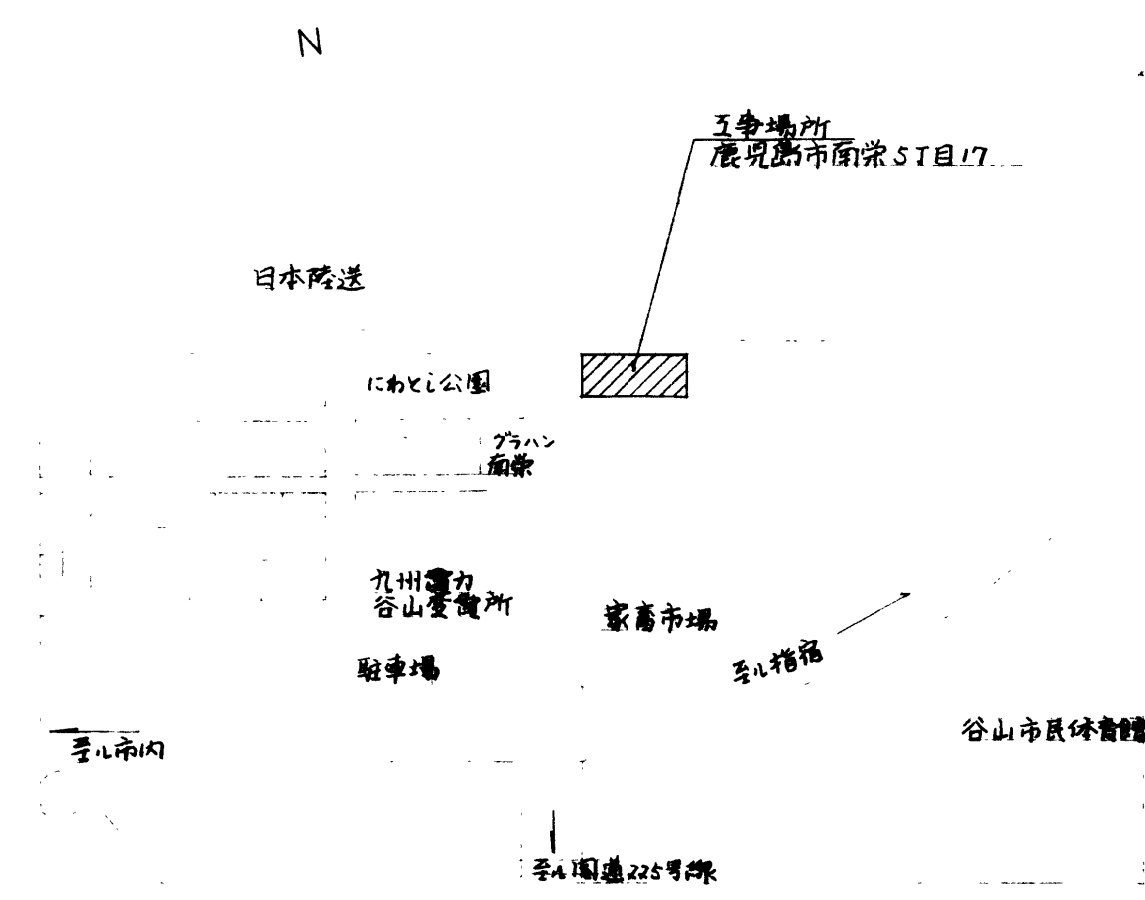 N
工事場所
鹿児島市南栄5丁目17
日本陸送
にわとし公園
グラハン
南栄
九州電力
谷山変電所
家畜市場
駐車場
至ル指宿
谷山市民体育館
至ル市内
至ル国道225号線